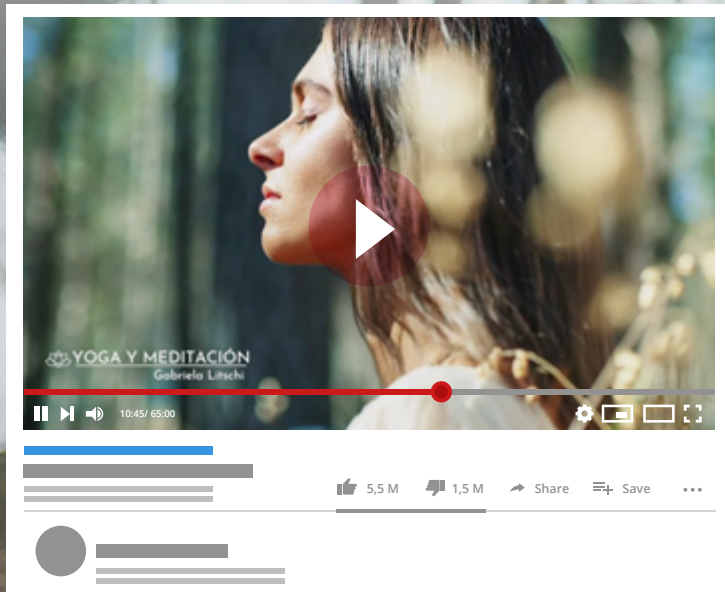 YOGA Y MEDITACIÓN
Gabriela Litschi
10:45/ 65:00
5,5 M
1,5 M
Share
Save